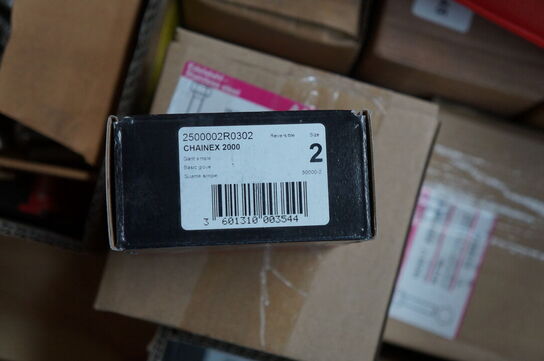 2500002R0302 Reversible Size
CHAINEX 2000
2
Gant simple
Basic glove
Guante simple 50000-2
3 601310 003544